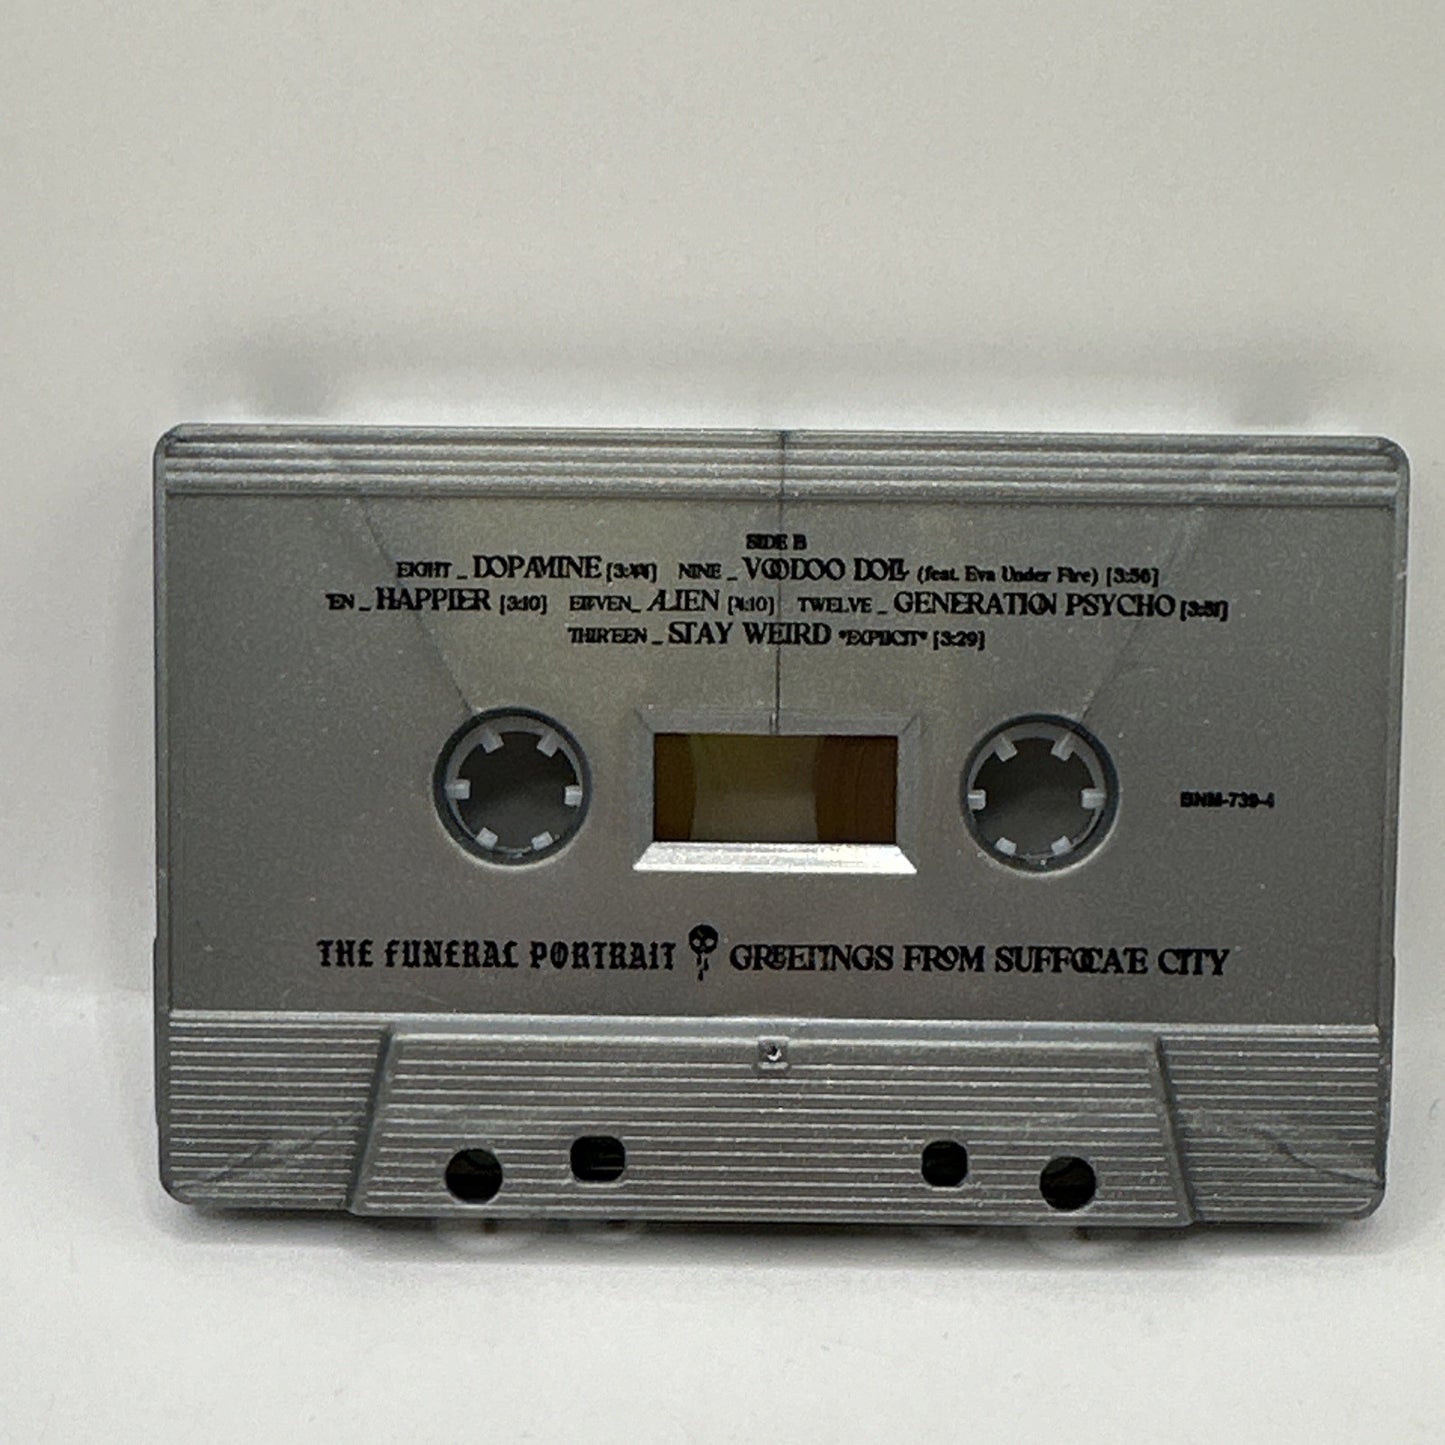 SIDE B
EIGHT _ DOPAMINE [3:44] NINE _ VOODOO DOLL (feat. Eva Under Fire) [3:56]
TEN _ HAPPIER [3:10] ELEVEN _ ALIEN [4:10] TWELVE _ GENERATION PSYCHO
THIRTEEN _ STAY WEIRD *EXPLICIT* [3:29]
BNM-739-4
THE FUNERAL PORTRAIT GREETINGS FROM SUFFOCATE CITY